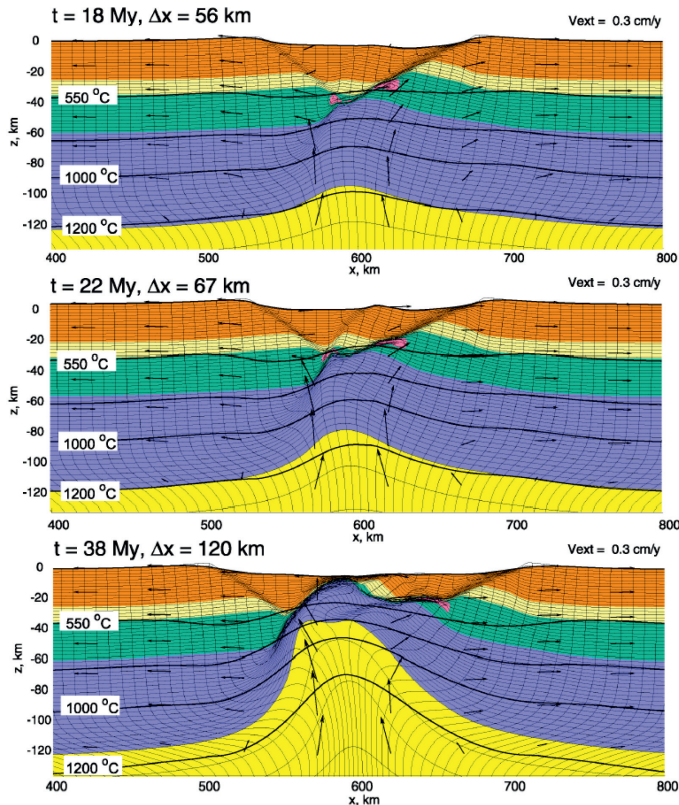 t = 18 My, Δx = 56 km
Vext = 0.3 cm/y
0
-20
-40
-60
-80
-100
-120
z, km
550 °C
1000 °C
1200 °C
400 500 600 700 800
x, km
t = 22 My, Δx = 67 km
Vext = 0.3 cm/y
0
-20
-40
-60
-80
-100
-120
z, km
550 °C
1000 °C
1200 °C
400 500 600 700 800
x, km
t = 38 My, Δx = 120 km
Vext = 0.3 cm/y
0
-20
-40
-60
-80
-100
-120
z, km
550 °C
1000 °C
1200 °C
400 500 600 700 800
x, km